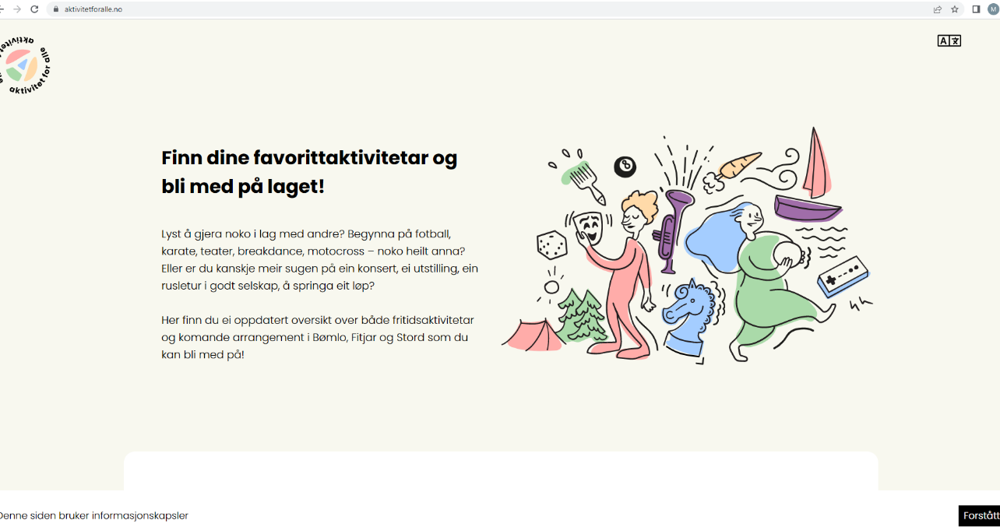 aktivitetforalle.no
M
aktivitet for alle
Finn dine favorittaktivitetar og
bli med på laget!
8
Lyst å gjera noko i lag med andre? Begynna på fotball,
karate, teater, breakdance, motocross – noko heilt anna?
Eller er du kanskje meir sugen på ein konsert, ei utstilling, ein
rusletur i godt selskap, å springa eit løp?
Her finn du ei oppdatert oversikt over både fritidsaktivitetar
og komande arrangement i Bømlo, Fitjar og Stord som du
kan bli med på!
Denne siden bruker informasjonskapsler
Forstått